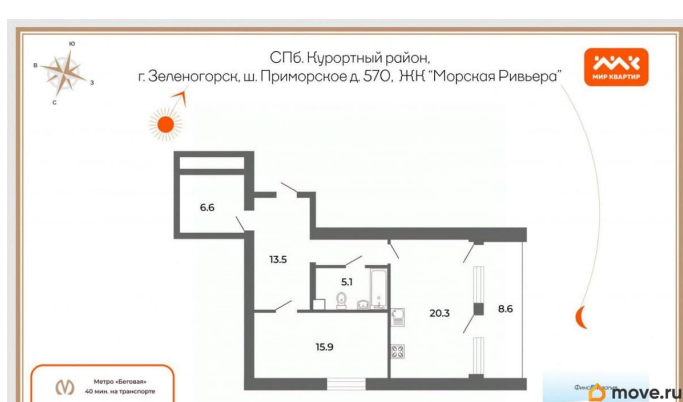 Ю
В
З
С
СПб. Курортный район,
г. Зеленогорск, ш. Приморское д. 570, ЖК "Морская Ривьера"
МИР КВАРТИР
6.6
13.5
5.1
20.3
8.6
15.9
Метро «Беговая»
40 мин. на транспорте
move.ru